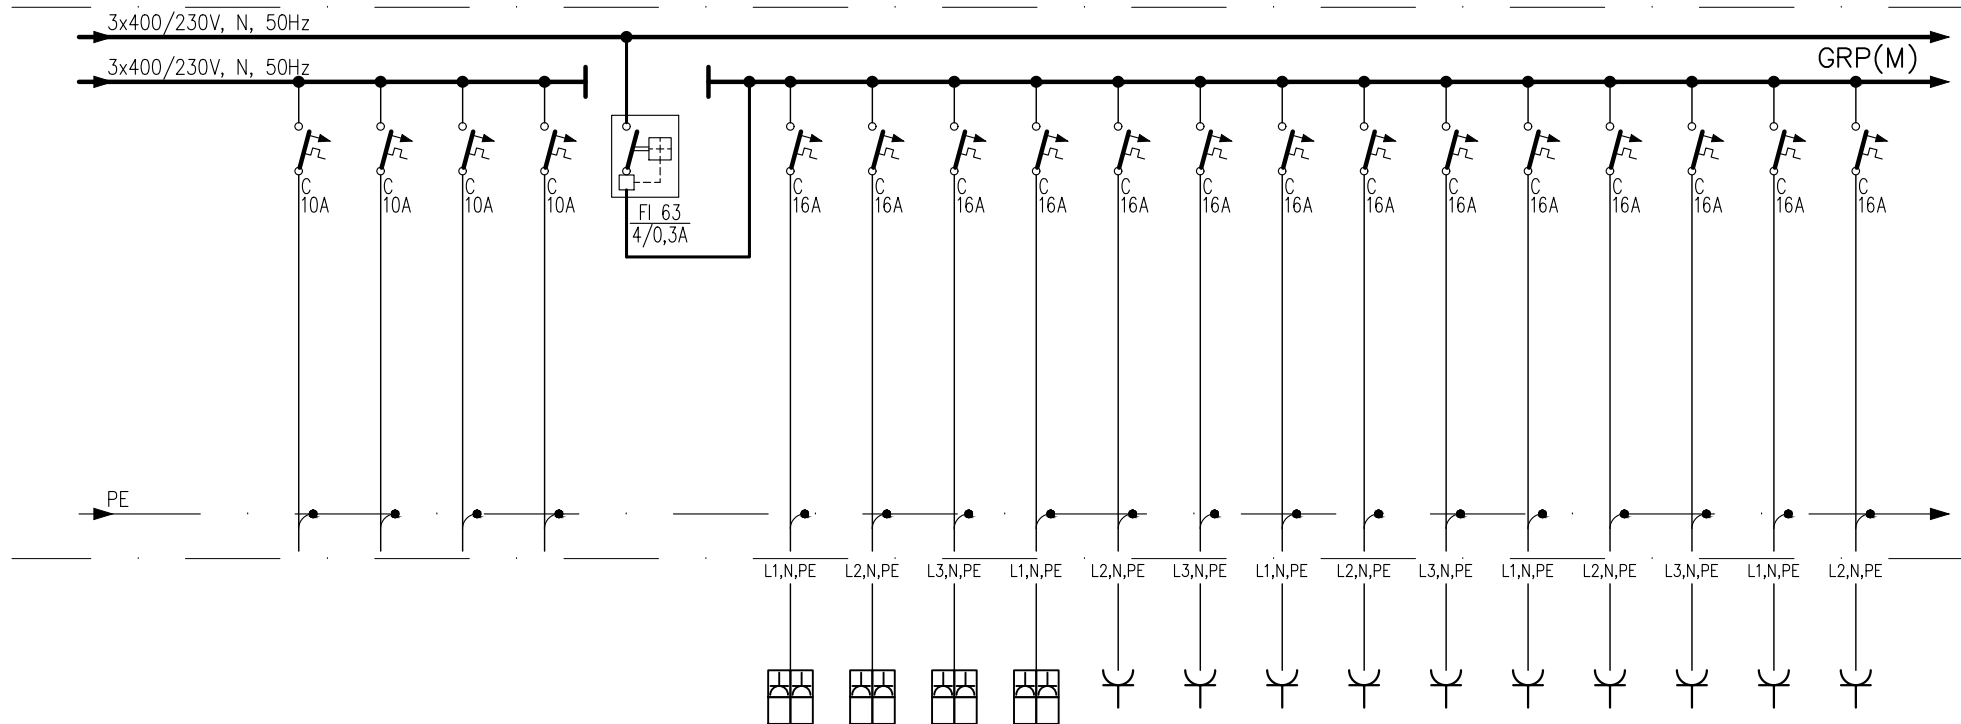 3x400/230V, N, 50Hz
GRP(M)
3x400/230V, N, 50Hz
C C C C C C C C C C C C C C C C C C
10A 10A 10A 10A 16A 16A 16A 16A 16A 16A 16A 16A 16A 16A 16A 16A 16A 16A
FI 63
4/0,3A
PE
L1,N,PE L2,N,PE L3,N,PE L1,N,PE L2,N,PE L3,N,PE L1,N,PE L2,N,PE L3,N,PE L1,N,PE L2,N,PE L3,N,PE L1,N,PE L2,N,PE